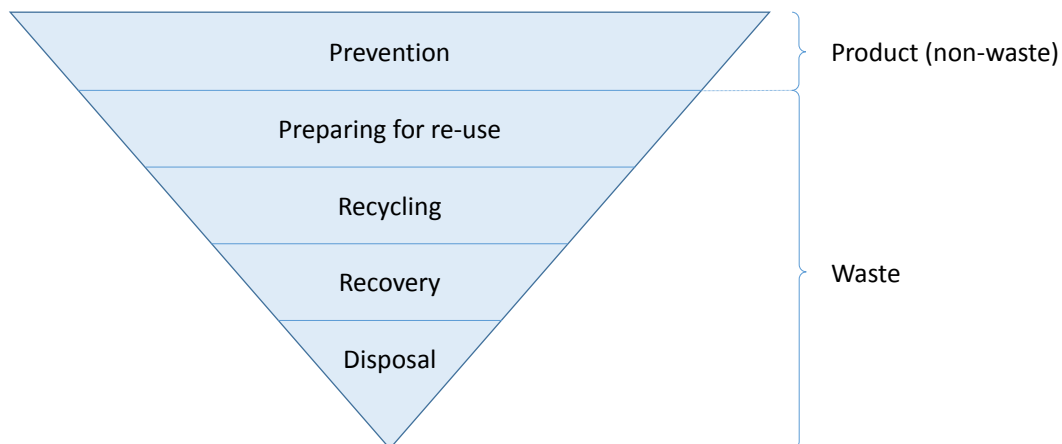 Prevention
Product (non-waste)
Preparing for re-use
Recycling
Recovery
Waste
Disposal